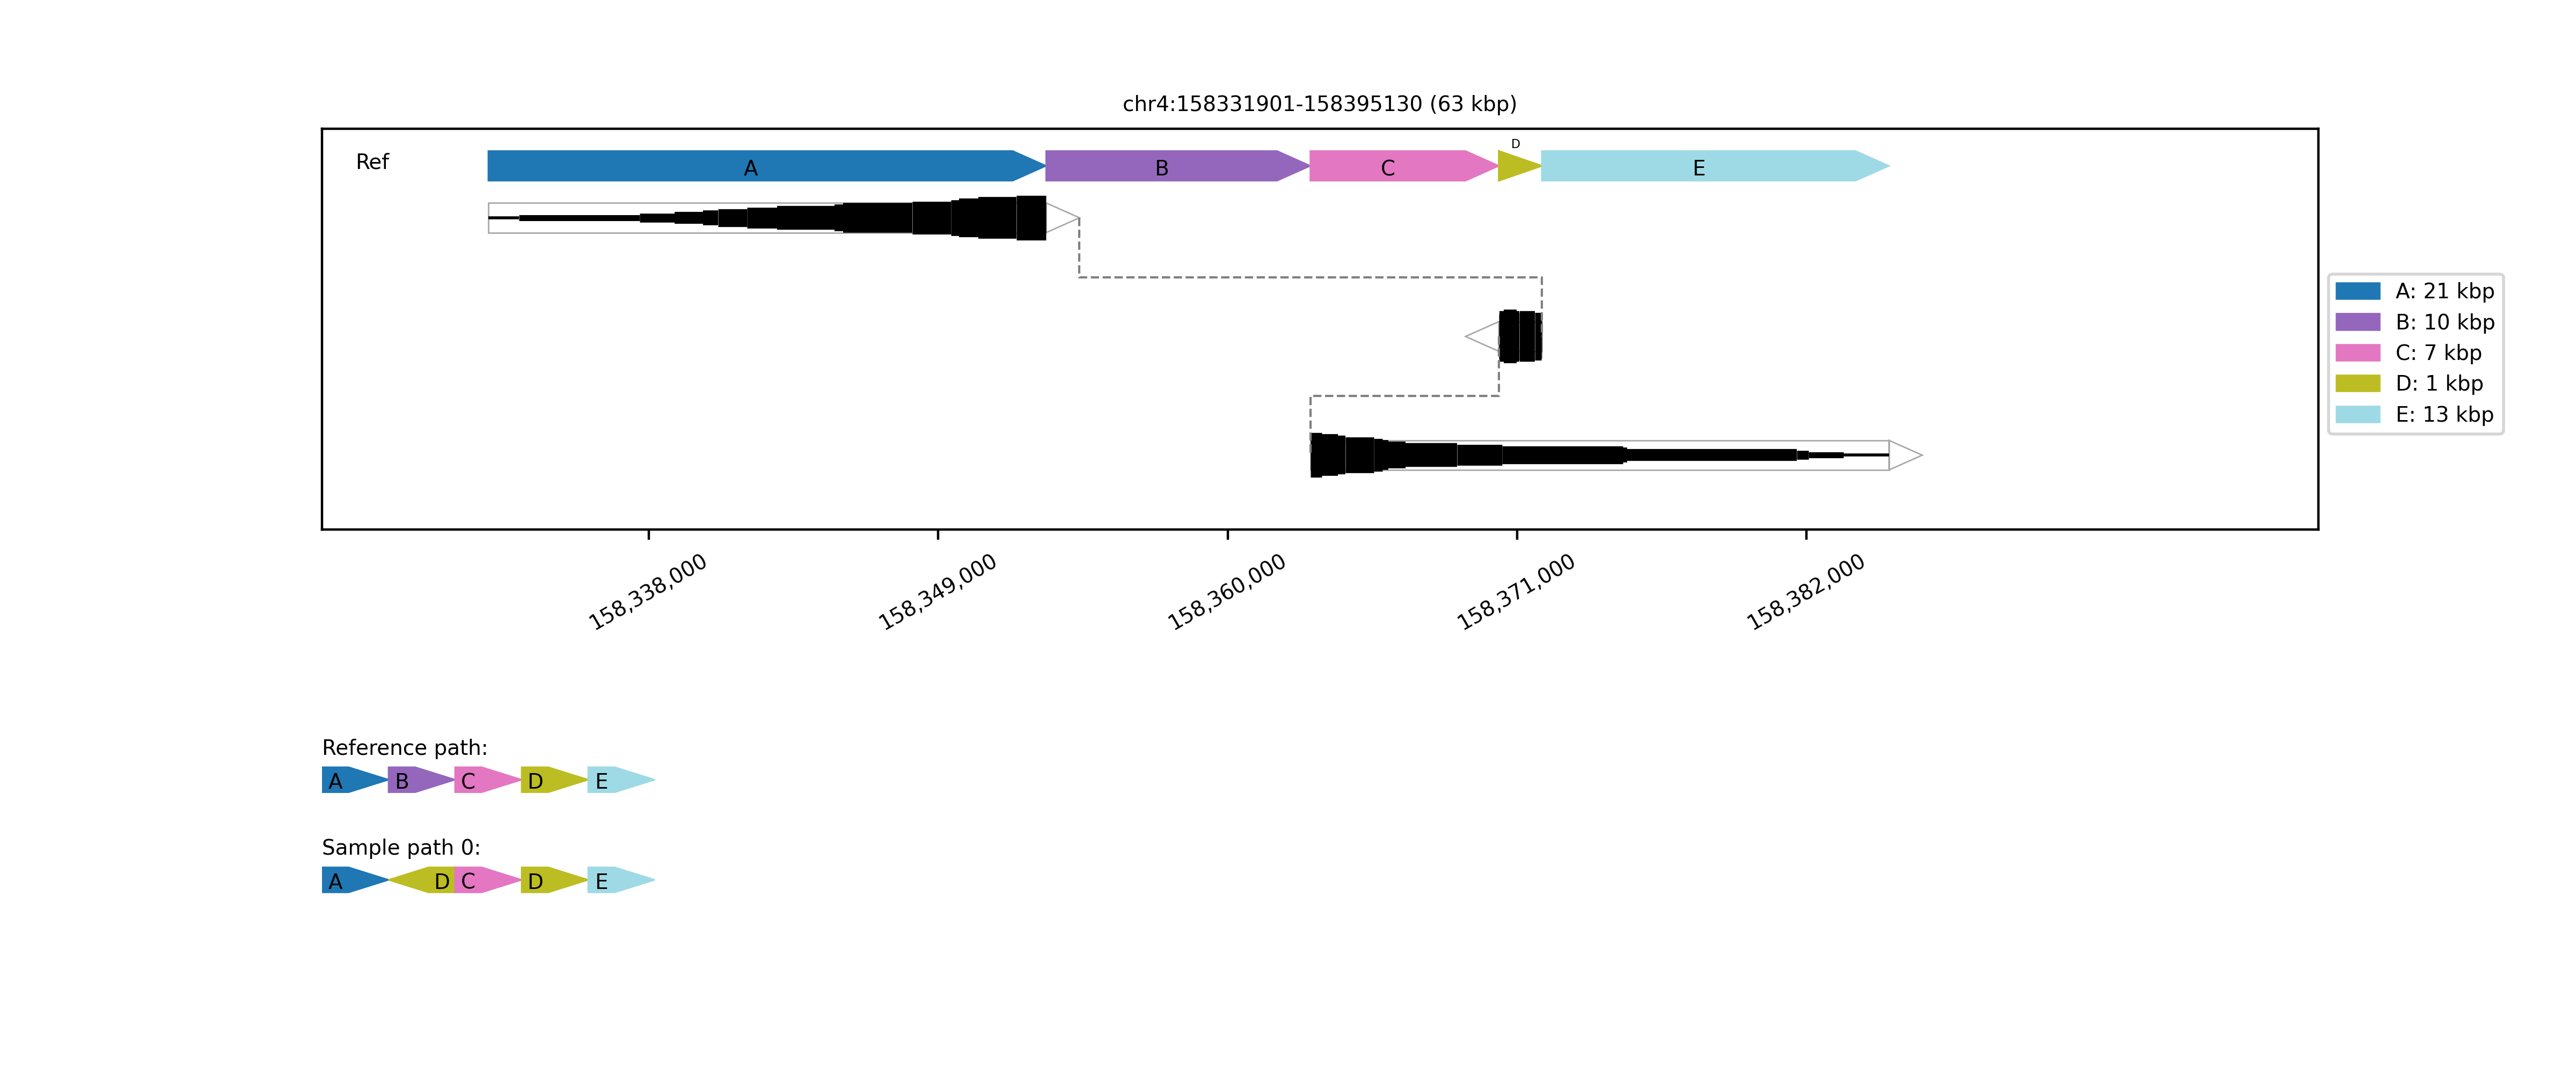 chr4:158331901-158395130 (63 kbp)
Ref
A B C D E
A: 21 kbp
B: 10 kbp
C: 7 kbp
D: 1 kbp
E: 13 kbp
158,338,000 158,349,000 158,360,000 158,371,000 158,382,000
Reference path:
A B C D E
Sample path 0:
A D C D E